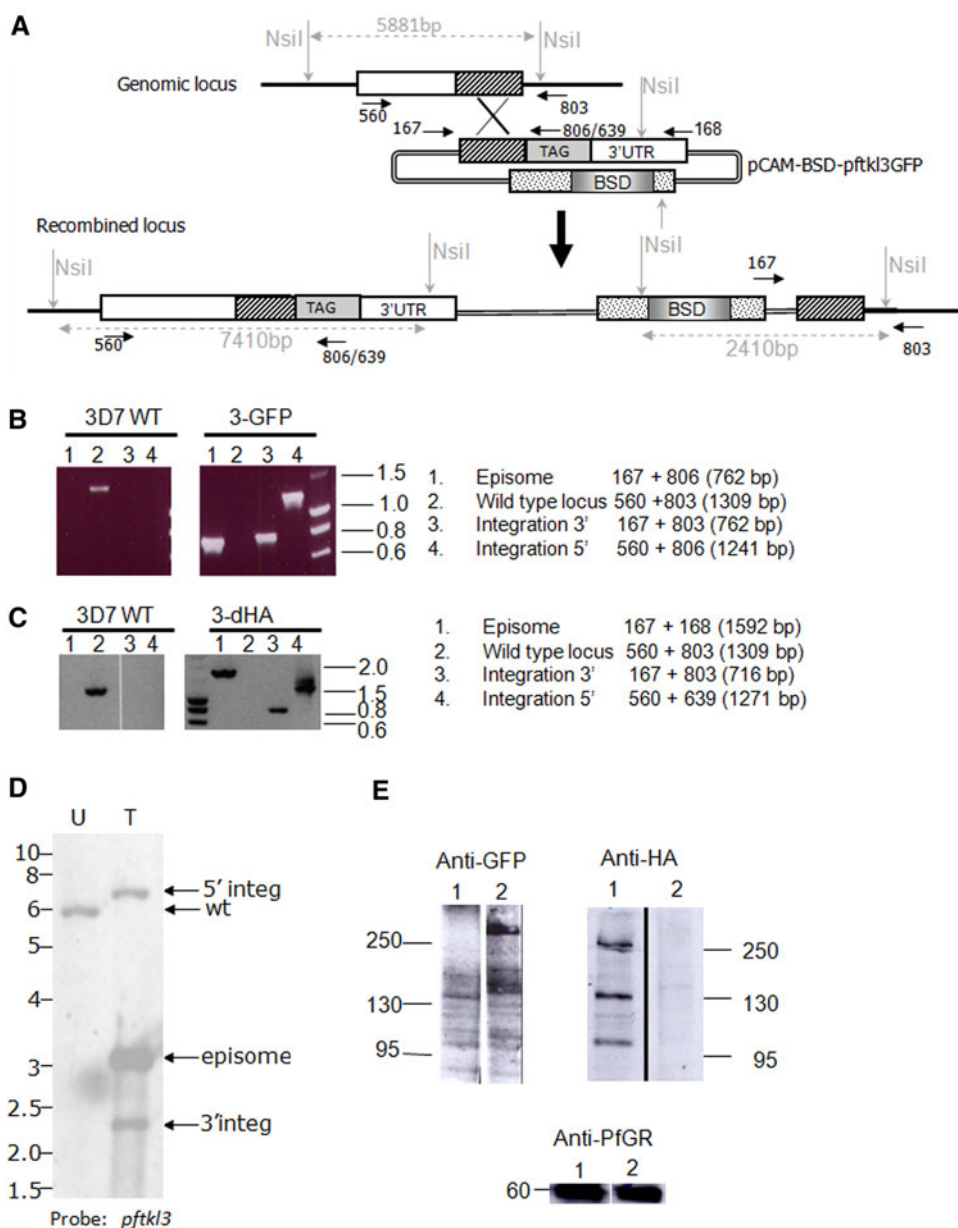 A
5881bp
NsiI
NsiI
Genomic locus
NsiI
560
803
167
806/639
168
TAG
3'UTR
pCAM-BSD-pftkl3GFP
BSD
Recombined locus
NsiI
NsiI
NsiI
167
NsiI
TAG
3'UTR
BSD
560
7410bp
806/639
2410bp
803
B
3D7 WT
3-GFP
1 2 3 4
1 2 3 4
1.5
1.0
0.8
0.6
1. Episome 167 + 806 (762 bp)
2. Wild type locus 560 +803 (1309 bp)
3. Integration 3' 167 + 803 (762 bp)
4. Integration 5' 560 + 806 (1241 bp)
C
3D7 WT
3-dHA
1 2 3 4
1 2 3 4
2.0
1.5
0.8
0.6
1. Episome 167 + 168 (1592 bp)
2. Wild type locus 560 + 803 (1309 bp)
3. Integration 3' 167 + 803 (716 bp)
4. Integration 5' 560 + 639 (1271 bp)
D
U T
10
8
6
5
4
3
2.5
2.0
1.5
5' integ
wt
episome
3'integ
Probe: pftkl3
E
Anti-GFP
1 2
250
130
95
Anti-HA
1 2
250
130
95
Anti-PfGR
1 2
60